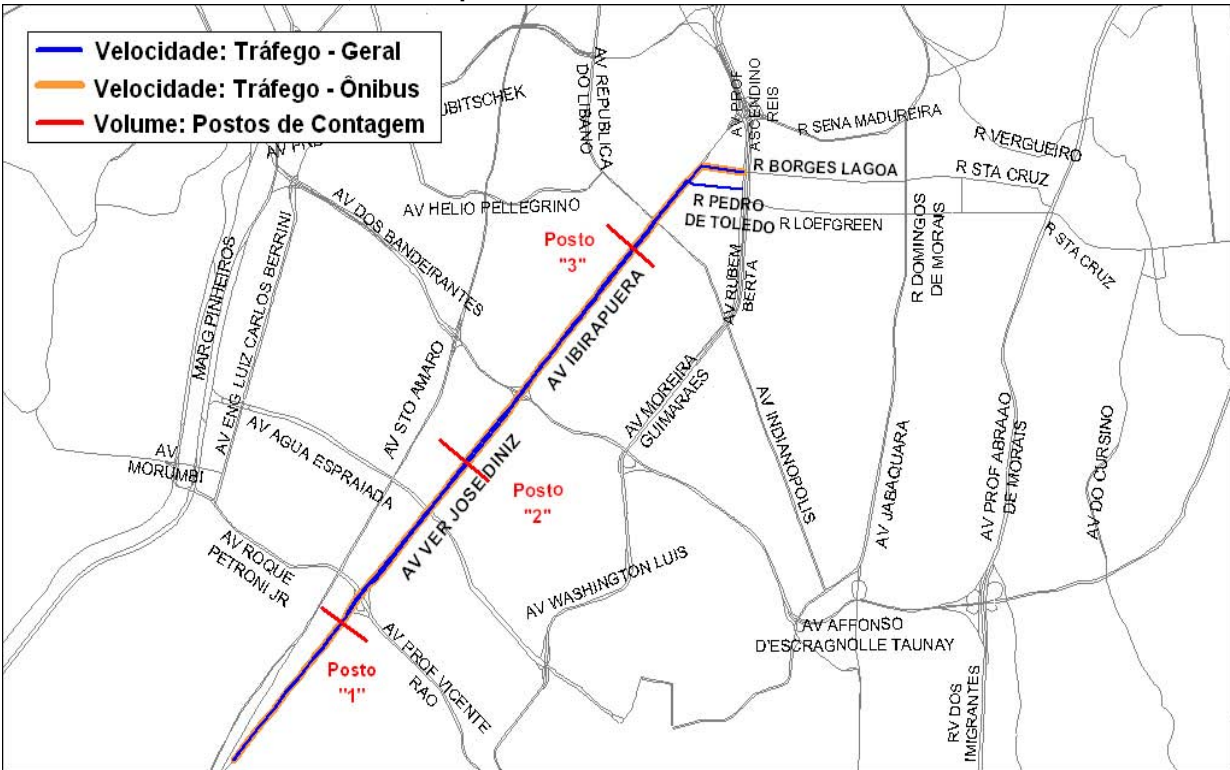 Velocidade: Tráfego - Geral
Velocidade: Tráfego - Ônibus
Volume: Postos de Contagem
UBITSCHEK
AV REPUBLICA
DO LIBANO
AV PROF
ASCENDINO
REIS
R SENA MADUREIRA
R VERGUEIRO
R BORGES LAGOA
R STA CRUZ
AV HELIO PELLEGRINO
R PEDRO
DE TOLEDO
R LOEFGREEN
R DOMINGOS
DE MORAIS
R STA CRUZ
AV DOS BANDEIRANTES
Posto
"3"
AV RUBEM
BERTA
MARG PINHEIROS
AV ENG LUIZ CARLOS BERRINI
AV IBIRAPUERA
AV STO AMARO
AV MOREIRA
GUIMARAES
AV INDIANOPOLIS
AV JABAQUARA
AV PROF ABRAAO
DE MORAIS
AV DO CURSINO
AV
MORUMBI
AV AGUA ESPRAIADA
Posto
"2"
AV VER JOSE DINIZ
AV ROQUE
PETRONI JR
AV WASHINGTON LUIS
AV AFFONSO
D'ESCRAGNOLLE TAUNAY
Posto
"1"
AV PROF VICENTE
RAO
RV DOS
IMIGRANTES